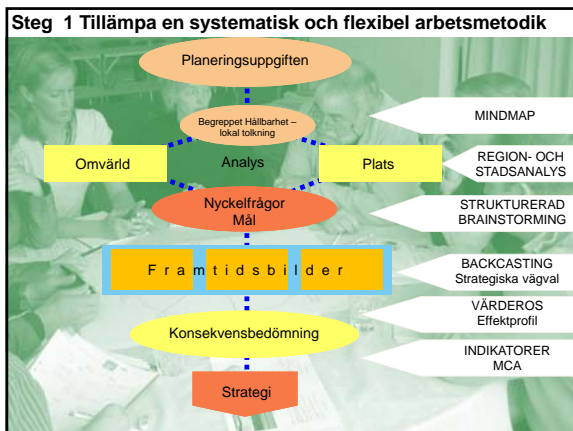 Steg 1 Tillämpa en systematisk och flexibel arbetsmetodik
Planeringsuppgiften
Begreppet Hållbarhet –
lokal tolkning
MINDMAP
Omvärld
Analys
Plats
REGION- OCH
STADSANALYS
Nyckelfrågor
Mål
STRUKTURERAD
BRAINSTORMING
Framtidsbilder
BACKCASTING
Strategiska vägval
Konsekvensbedömning
VÄRDEROS
Effektprofil
INDIKATORER
MCA
Strategi